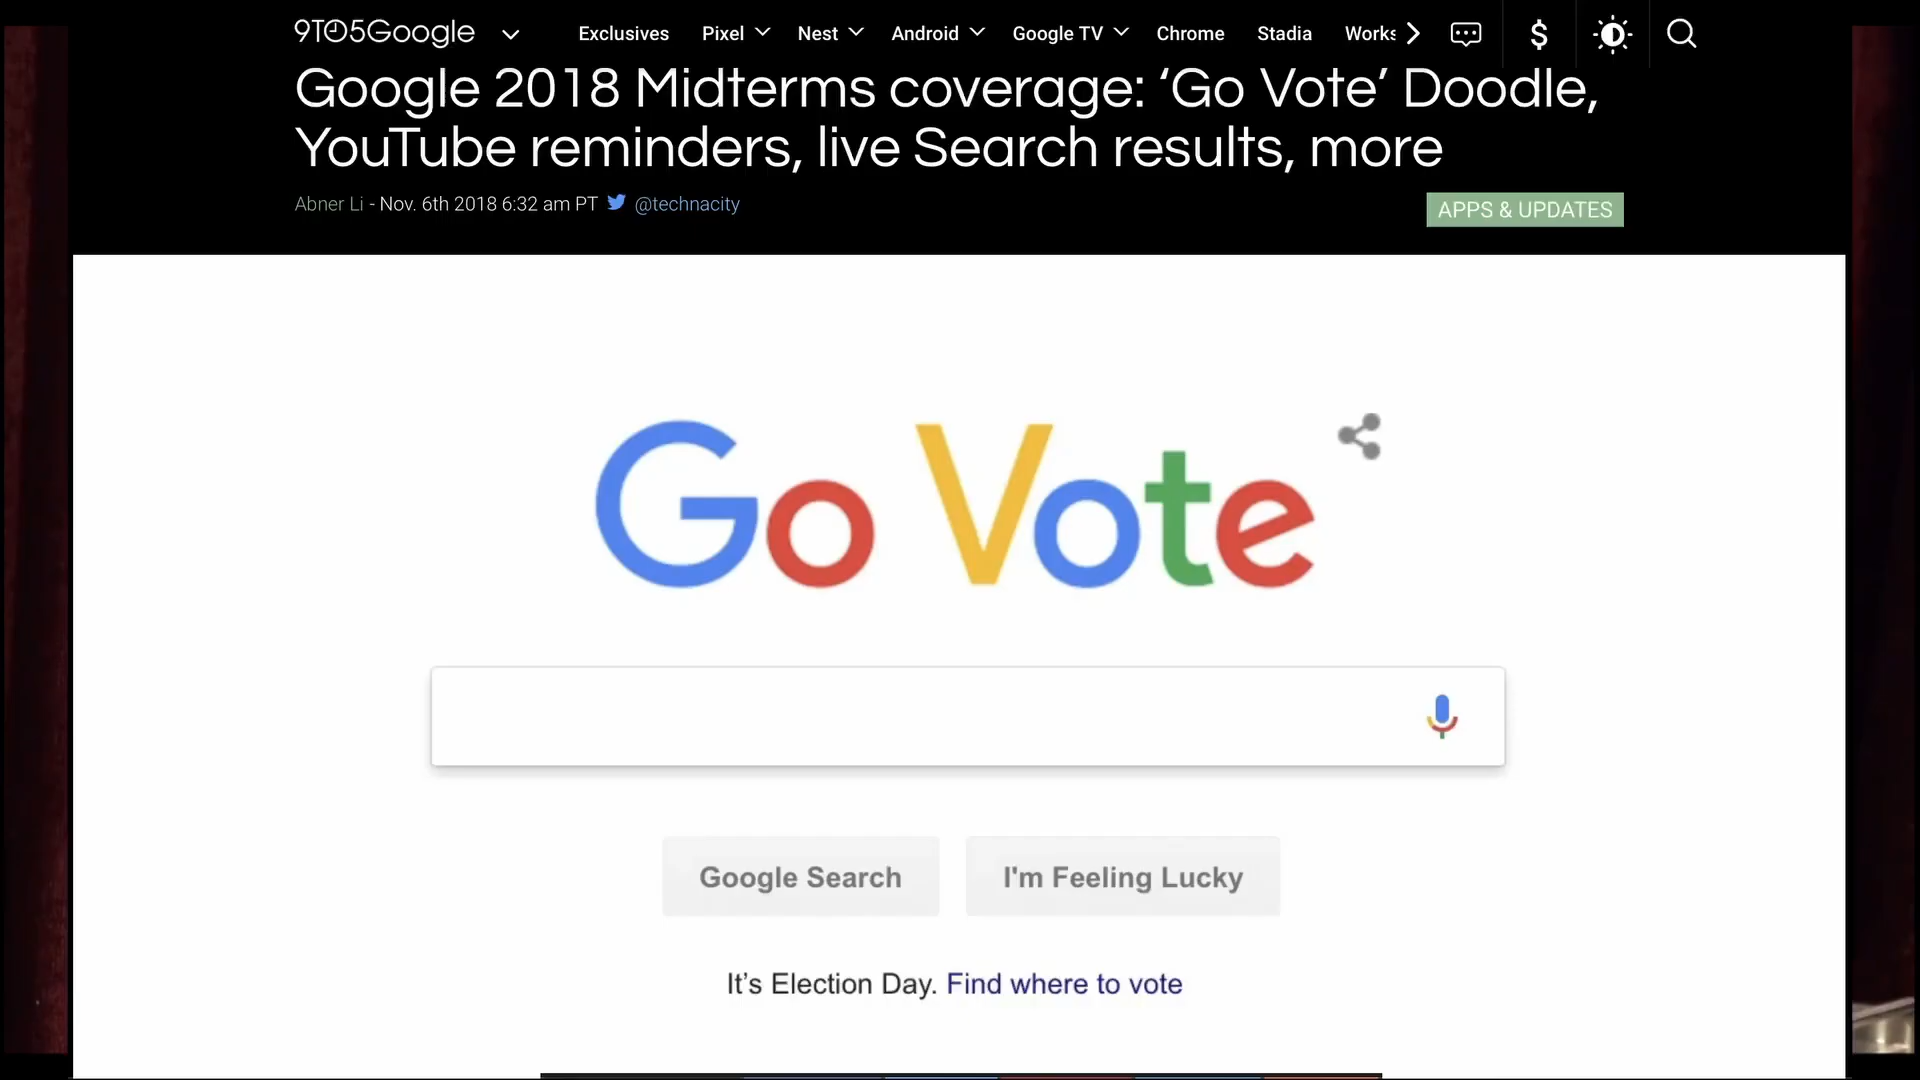 9TO5Google Exclusives Pixel Nest Android Google TV Chrome Stadia Works
Google 2018 Midterms coverage: ‘Go Vote’ Doodle,
YouTube reminders, live Search results, more
Abner Li - Nov. 6th 2018 6:32 am PT @technacity
APPS & UPDATES
Go Vote
Google Search I'm Feeling Lucky
It’s Election Day. Find where to vote